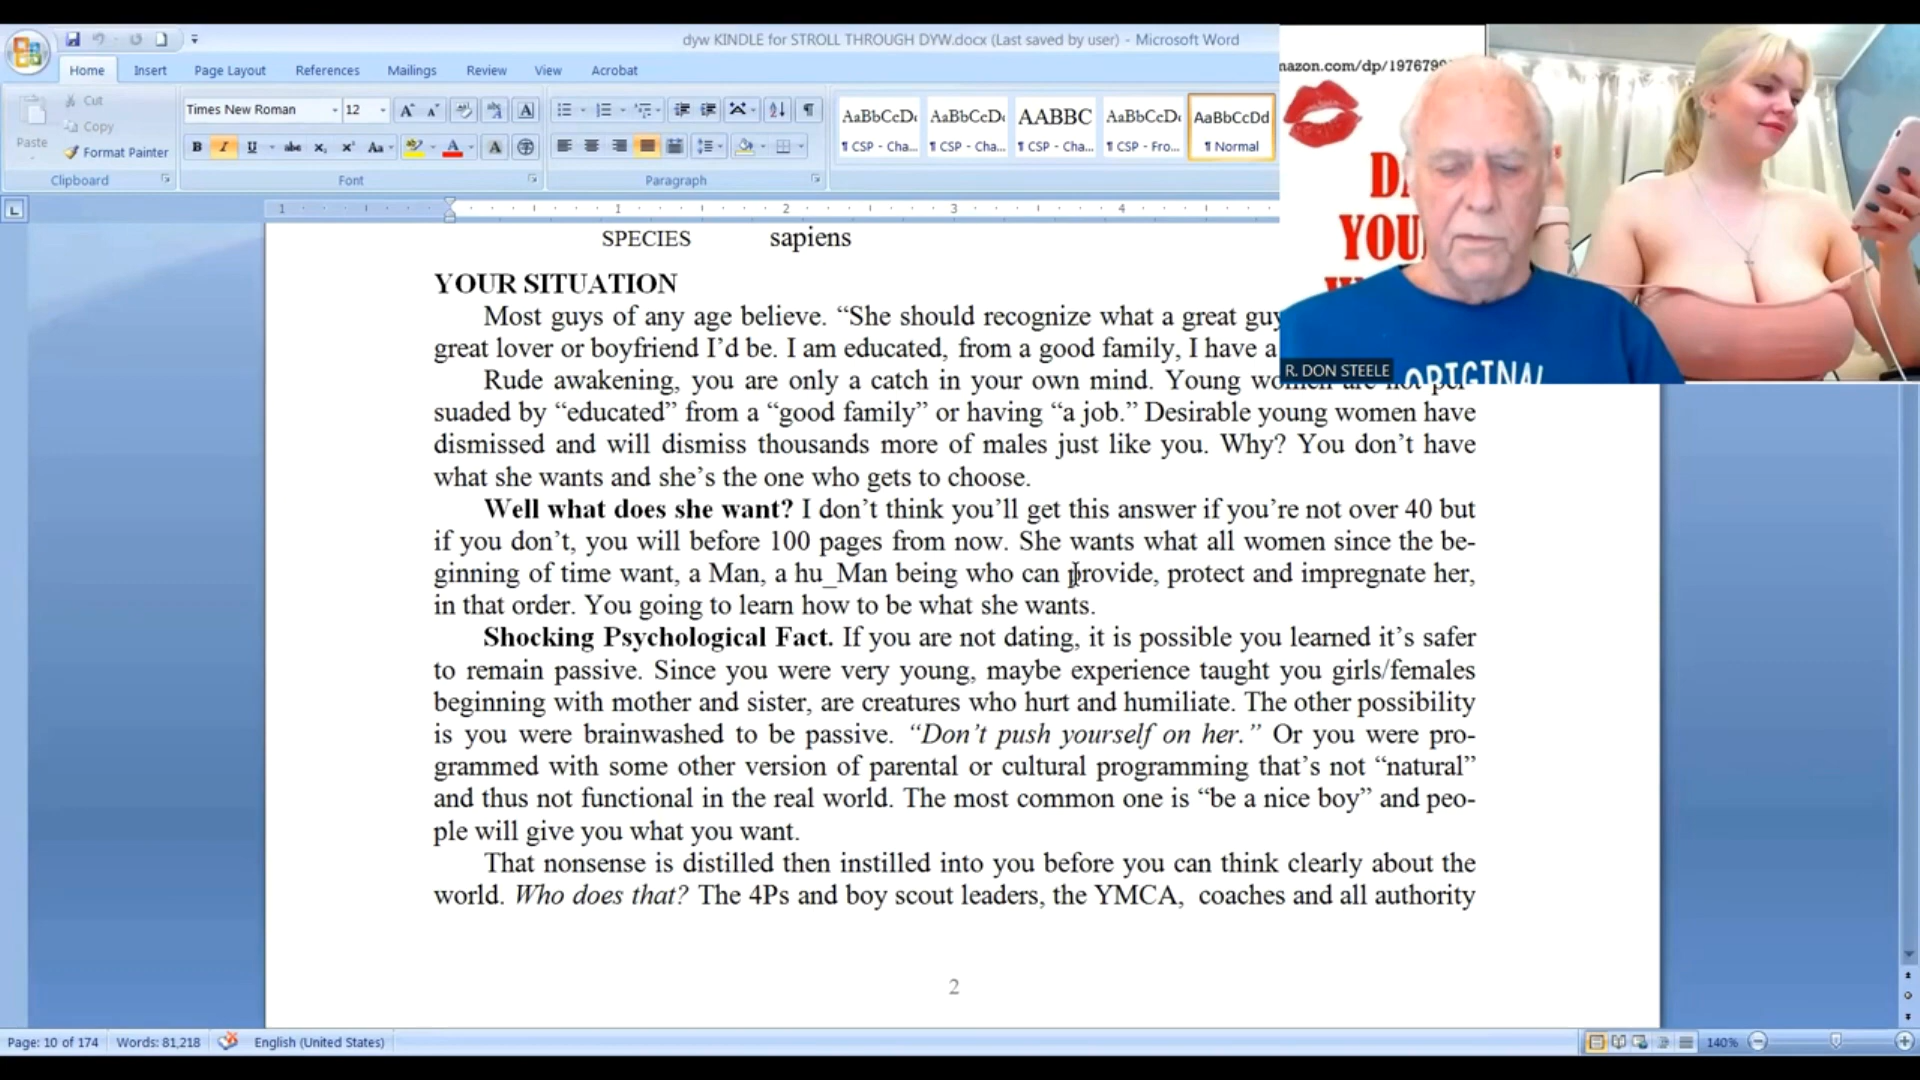 dyw KINDLE for STROLL THROUGH DYW.docx (Last saved by user) - Microsoft Word
Home Insert Page Layout References Mailings Review View Acrobat
Paste
Cut
Copy
Format Painter
Clipboard
Times New Roman 12
Font
Paragraph
AaBbCcD AaBbCcD AABBC AaBbCcD AaBbCcDd
¶ CSP - Cha... ¶ CSP - Cha... ¶ CSP - Cha... ¶ CSP - Fro... ¶ Normal
1 1 2 3 4
mazon.com/dp/197679
YOU
R. DON STEELE
ORIGINAL
SPECIES sapiens
YOUR SITUATION
Most guys of any age believe. “She should recognize what a great guy
great lover or boyfriend I’d be. I am educated, from a good family, I have a
Rude awakening, you are only a catch in your own mind. Young women are not per-
suaded by “educated” from a “good family” or having “a job.” Desirable young women have
dismissed and will dismiss thousands more of males just like you. Why? You don’t have
what she wants and she’s the one who gets to choose.
Well what does she want? I don’t think you’ll get this answer if you’re not over 40 but
if you don’t, you will before 100 pages from now. She wants what all women since the be-
ginning of time want, a Man, a hu_Man being who can provide, protect and impregnate her,
in that order. You going to learn how to be what she wants.
Shocking Psychological Fact. If you are not dating, it is possible you learned it’s safer
to remain passive. Since you were very young, maybe experience taught you girls/females
beginning with mother and sister, are creatures who hurt and humiliate. The other possibility
is you were brainwashed to be passive. “Don’t push yourself on her.” Or you were pro-
grammed with some other version of parental or cultural programming that’s not “natural”
and thus not functional in the real world. The most common one is “be a nice boy” and peo-
ple will give you what you want.
That nonsense is distilled then instilled into you before you can think clearly about the
world. Who does that? The 4Ps and boy scout leaders, the YMCA, coaches and all authority
2
Page: 10 of 174 Words: 81,218 English (United States) 140%